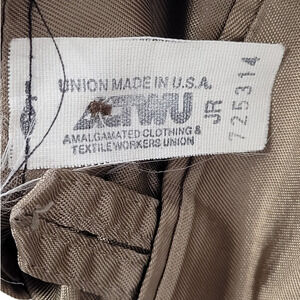 UNION MADE IN U.S.A.
ACTWU
AMALGAMATED CLOTHING &
TEXTILE WORKERS UNION
JR
725314